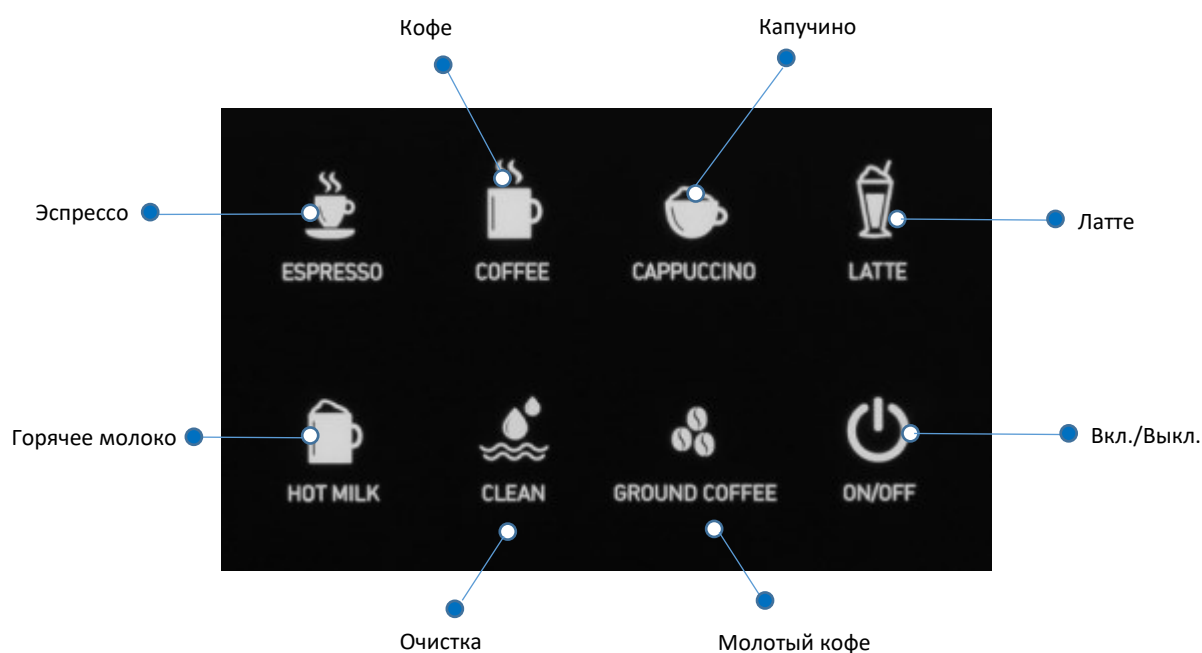 Кофе
Капучино
Эспрессо
Латте
ESPRESSO
COFFEE
CAPPUCCINO
LATTE
Горячее молоко
Вкл./Выкл.
HOT MILK
CLEAN
GROUND COFFEE
ON/OFF
Очистка
Молотый кофе